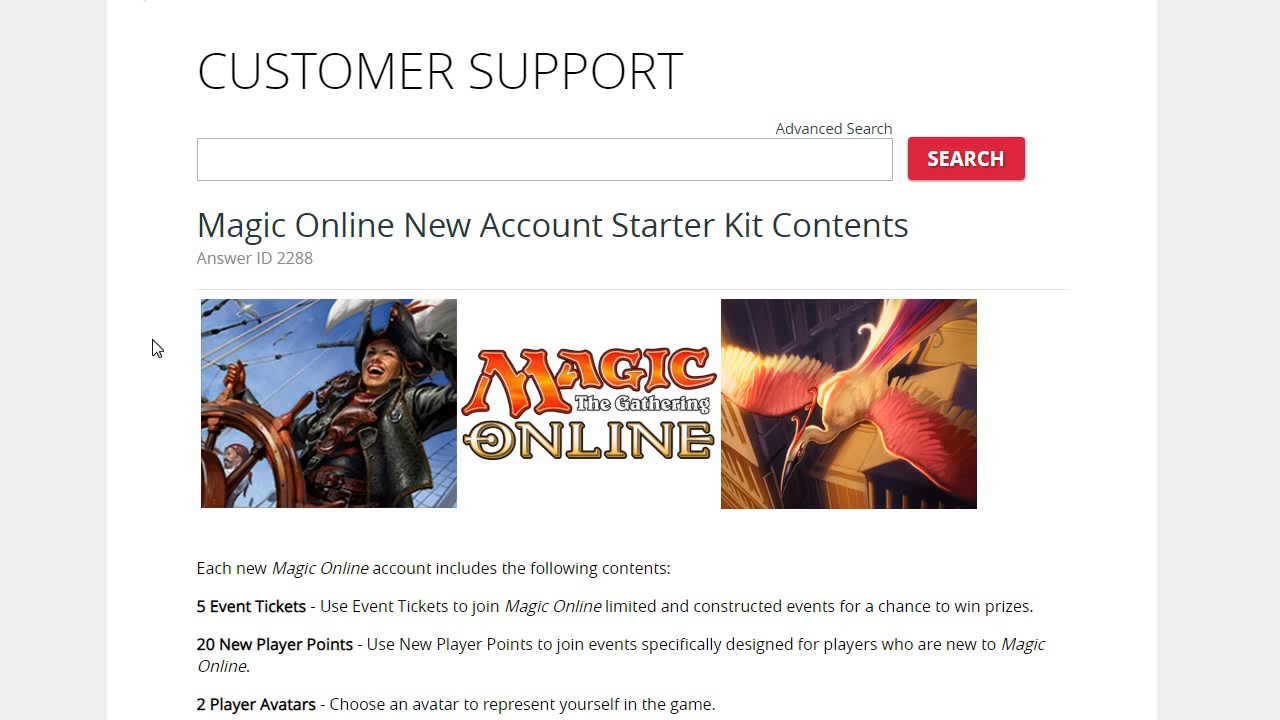 CUSTOMER SUPPORT
Advanced Search
SEARCH
Magic Online New Account Starter Kit Contents
Answer ID 2288
MAGIC
The Gathering
ONLINE
Each new Magic Online account includes the following contents:
5 Event Tickets - Use Event Tickets to join Magic Online limited and constructed events for a chance to win prizes.
20 New Player Points - Use New Player Points to join events specifically designed for players who are new to Magic
Online.
2 Player Avatars - Choose an avatar to represent yourself in the game.